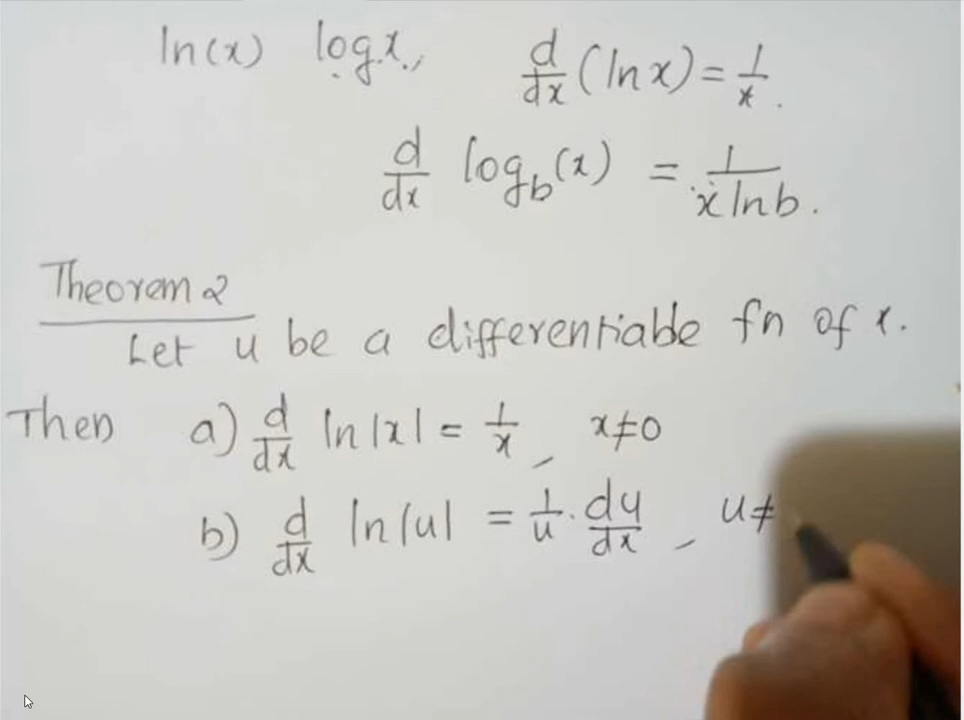 ln(x) log x, d/dx (ln x) = 1/x.
d/dx log_b(x) = 1/(x ln b).
Theorem 2
Let u be a differentiable fn of x.
Then a) d/dx ln|x| = 1/x, x≠0
b) d/dx ln|u| = 1/u · du/dx, u≠